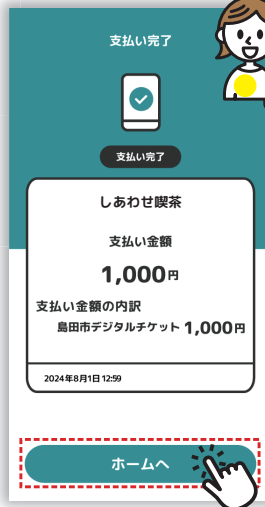 支払い完了
支払い完了
しあわせ喫茶
支払い金額
1,000円
支払い金額の内訳
島田市デジタルチケット 1,000円
2024年8月1日 12:59
ホームへ